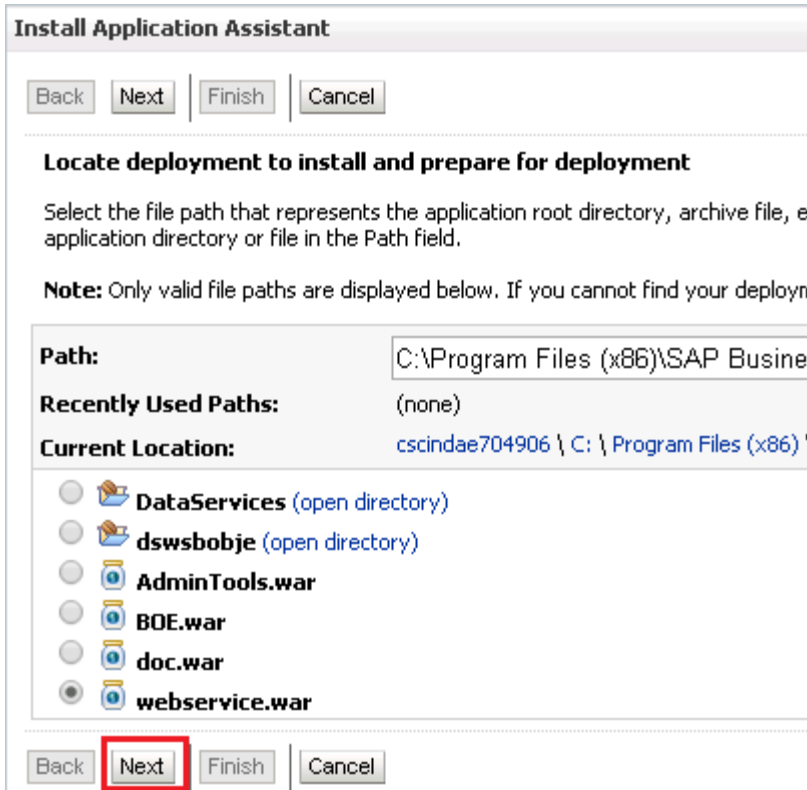 Install Application Assistant
Back Next Finish Cancel
Locate deployment to install and prepare for deployment
Select the file path that represents the application root directory, archive file, e
application directory or file in the Path field.
Note: Only valid file paths are displayed below. If you cannot find your deploym
Path: C:\Program Files (x86)\SAP Busine
Recently Used Paths: (none)
Current Location: cscindae704906 \ C: \ Program Files (x86) \
DataServices (open directory)
dswsbobje (open directory)
AdminTools.war
BOE.war
doc.war
webservice.war
Back Next Finish Cancel